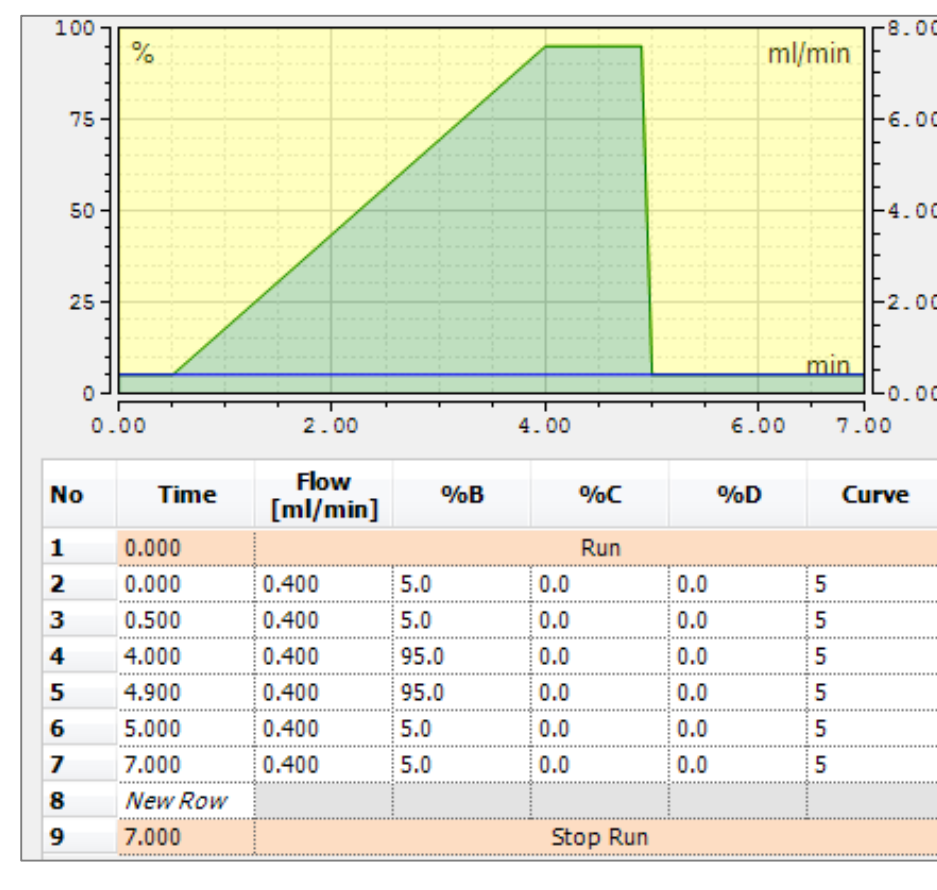 100 8.00
% ml/min
75 6.00
50 4.00
25 2.00
min
0 0.00
0.00 2.00 4.00 6.00 7.00
No Time Flow [ml/min] %B %C %D Curve
1 0.000 Run
2 0.000 0.400 5.0 0.0 0.0 5
3 0.500 0.400 5.0 0.0 0.0 5
4 4.000 0.400 95.0 0.0 0.0 5
5 4.900 0.400 95.0 0.0 0.0 5
6 5.000 0.400 5.0 0.0 0.0 5
7 7.000 0.400 5.0 0.0 0.0 5
8 New Row
9 7.000 Stop Run